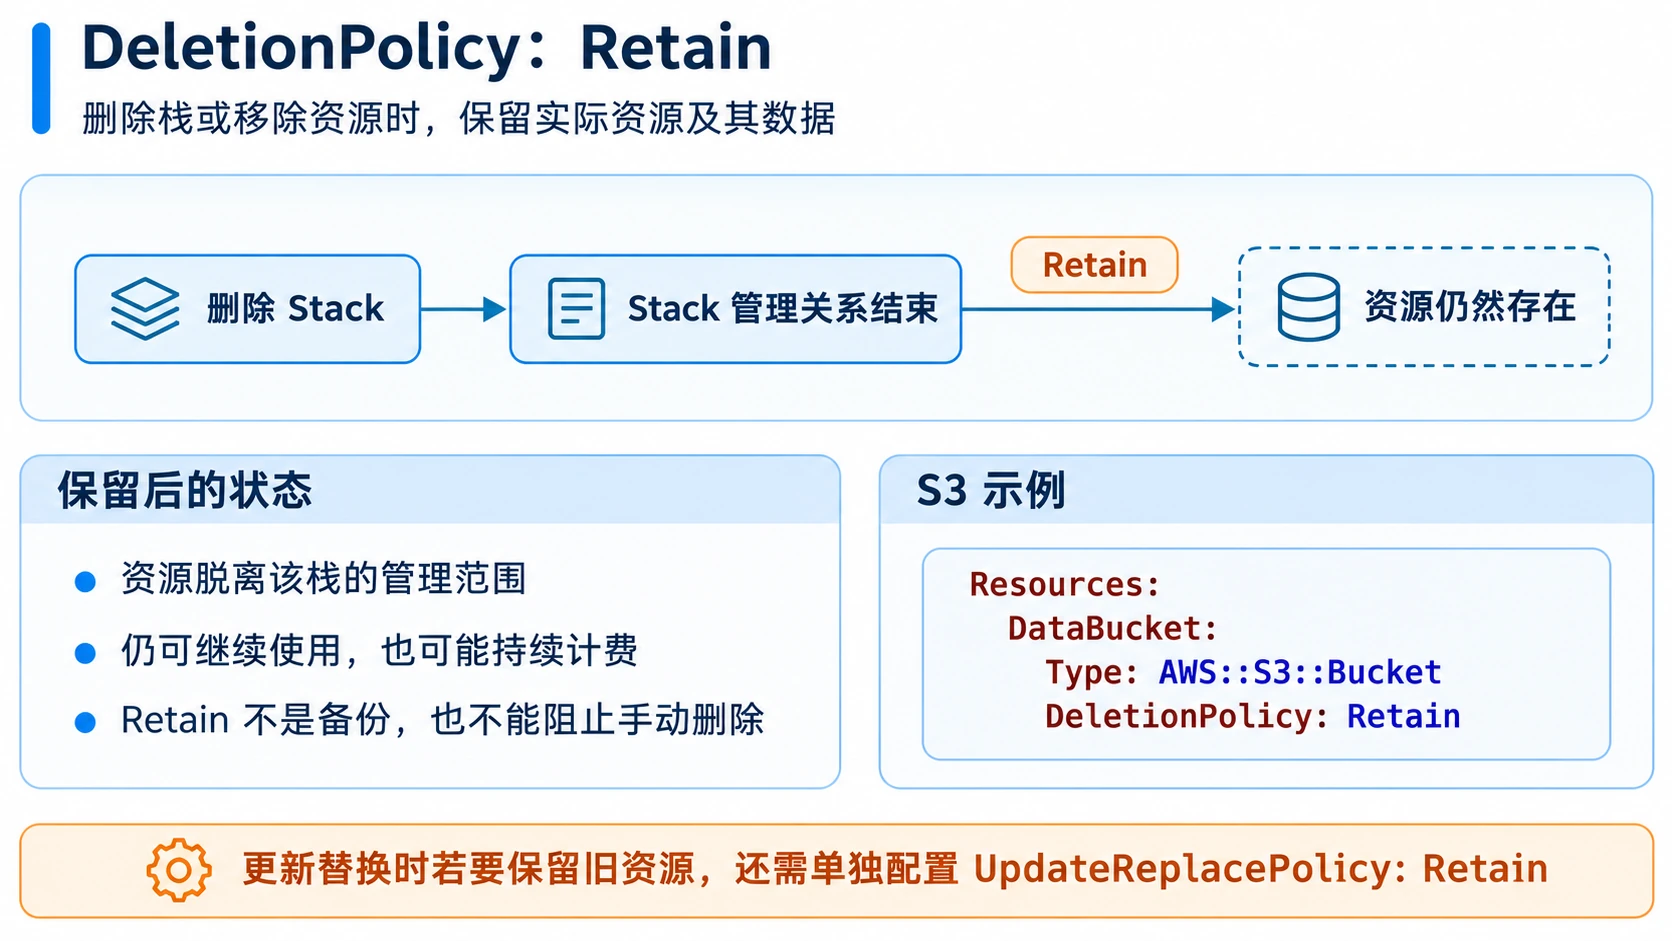 DeletionPolicy：Retain
删除栈或移除资源时，保留实际资源及其数据
删除 Stack
Stack 管理关系结束
Retain
资源仍然存在
保留后的状态
资源脱离该栈的管理范围
仍可继续使用，也可能持续计费
Retain 不是备份，也不能阻止手动删除
S3 示例
Resources:
  DataBucket:
    Type: AWS::S3::Bucket
    DeletionPolicy: Retain
更新替换时若要保留旧资源，还需单独配置 UpdateReplacePolicy: Retain